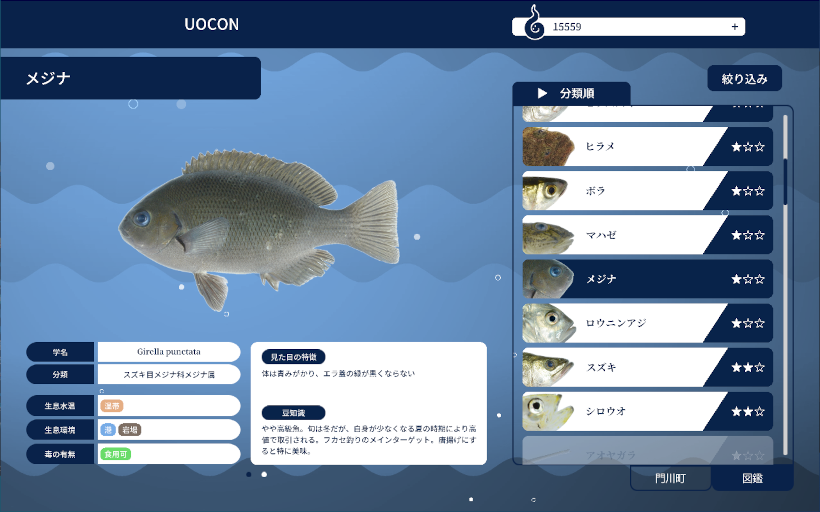 UOCON
15559 +
メジナ
絞り込み
▶ 分類順
ヒラメ ★☆☆
ボラ ★☆☆
マハゼ ★☆☆
メジナ ★☆☆
ロウニンアジ ★★☆
スズキ ★★☆
シロウオ ★★☆
アオヤガラ
門川町 図鑑
学名 Girella punctata
分類 スズキ目メジナ科メジナ属
生息水温 温帯
生息環境 港 岩場
毒の有無 食用可
見た目の特徴
体は青みがかり、エラ蓋の縁が黒くならない
豆知識
やや高級魚。旬は冬だが、白身が少なくなる夏の時期により高
値で取引される。フカセ釣りのメインターゲット。唐揚げにす
ると特に美味。